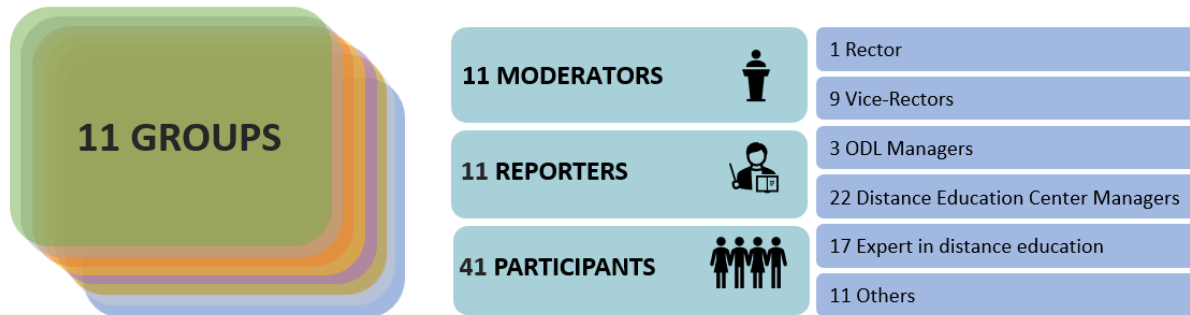 11 GROUPS
11 MODERATORS
11 REPORTERS
41 PARTICIPANTS
1 Rector
9 Vice-Rectors
3 ODL Managers
22 Distance Education Center Managers
17 Expert in distance education
11 Others